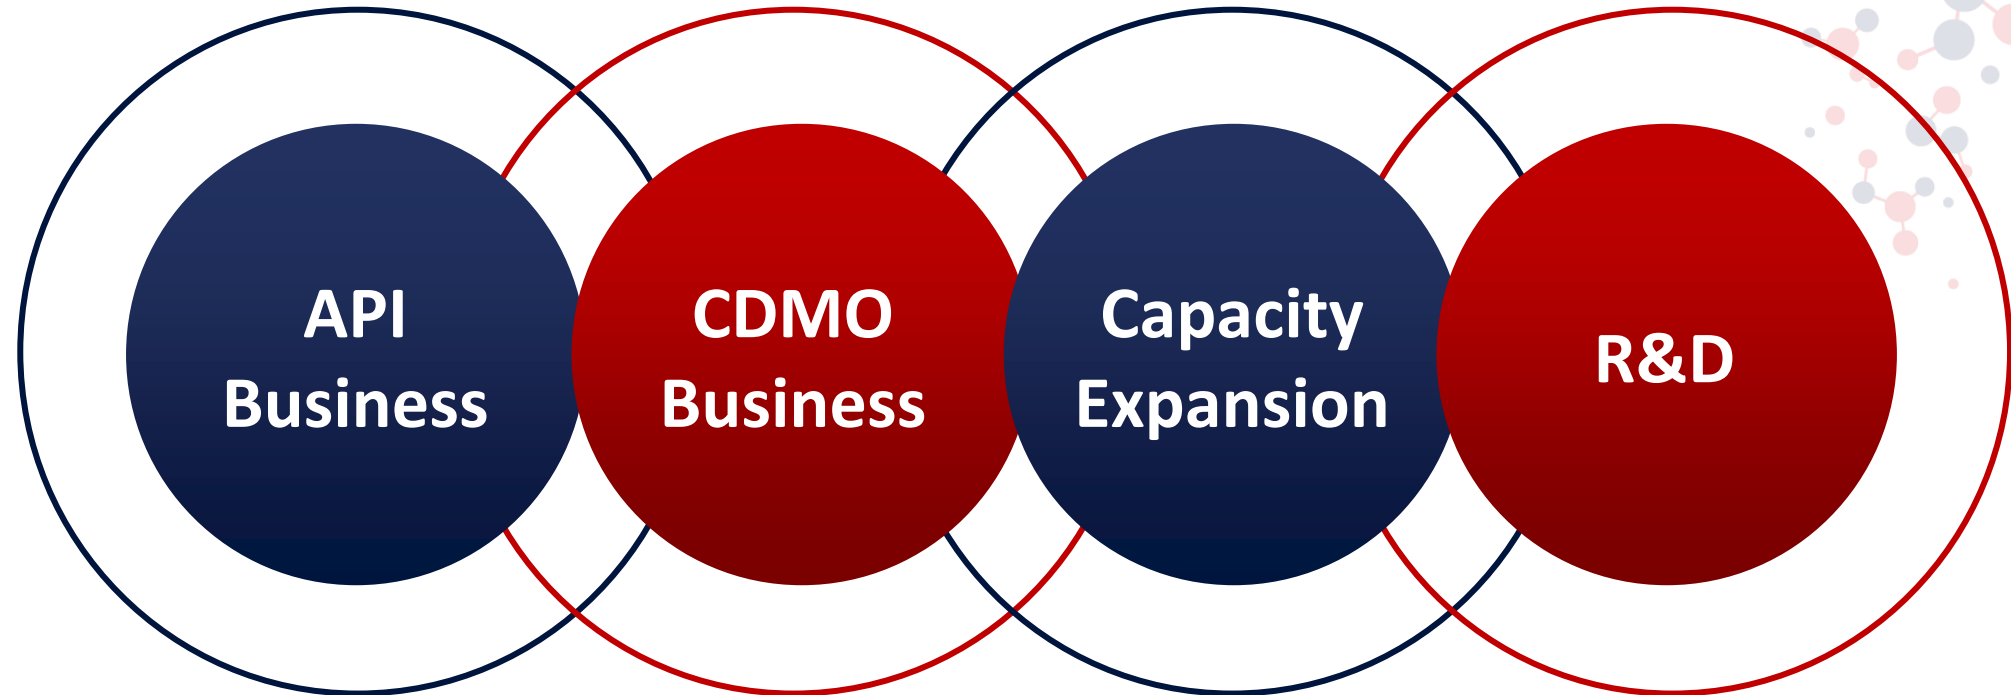 API
Business
CDMO
Business
Capacity
Expansion
R&D